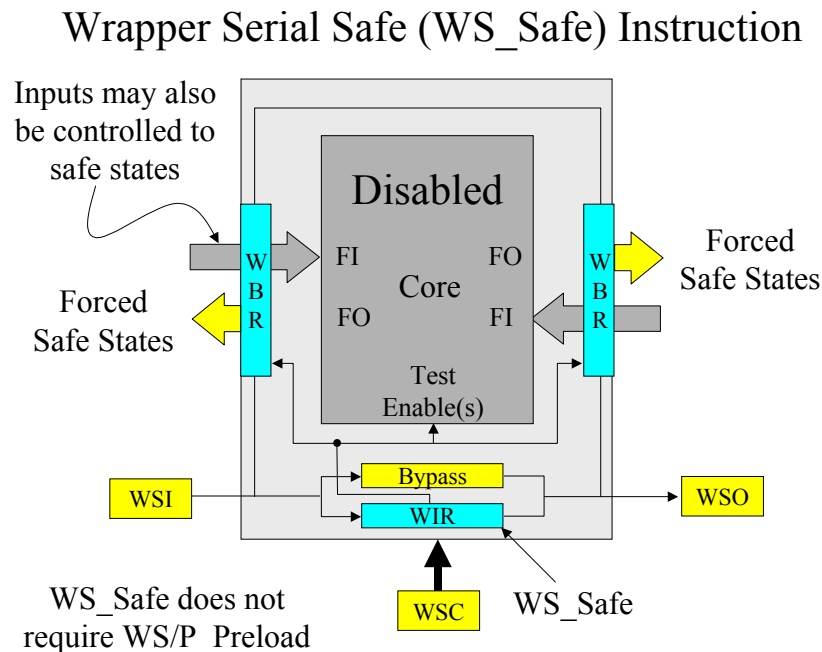 Wrapper Serial Safe (WS_Safe) Instruction
Inputs may also
be controlled to
safe states
Disabled
W
B
R
FI
FO
FO
Core
FI
W
B
R
Forced
Safe States
Forced
Safe States
Test
Enable(s)
Bypass
WSI
WSO
WIR
WS_Safe
WSC
WS_Safe does not
require WS/P_Preload